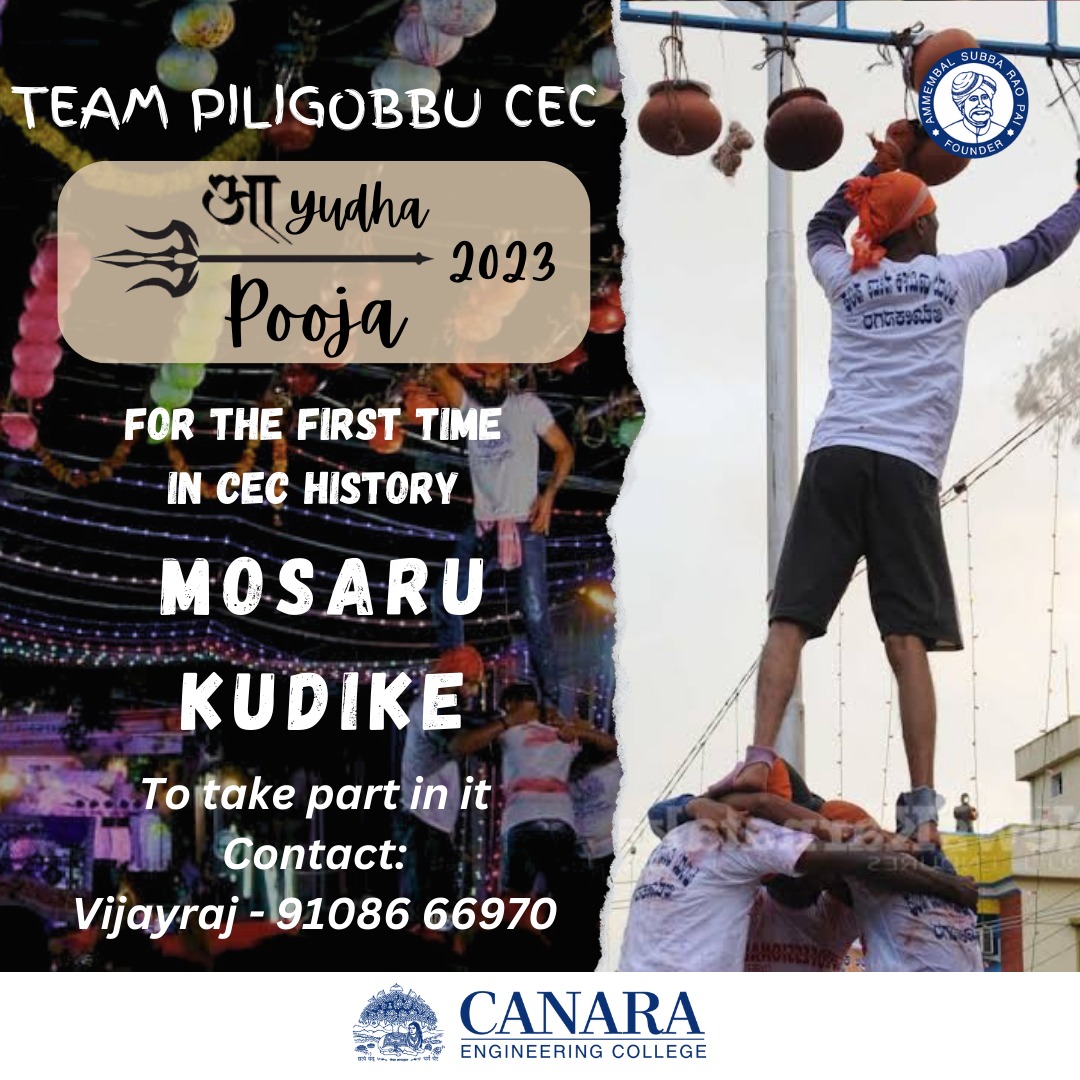 TEAM PILIGOBBU CEC
आyudha
2023
Pooja
FOR THE FIRST TIME
IN CEC HISTORY
MOSARU
KUDIKE
To take part in it
Contact:
Vijayraj - 91086 66970
AMMEMBAL SUBBA RAO PAI
FOUNDER
CANARA
ENGINEERING COLLEGE